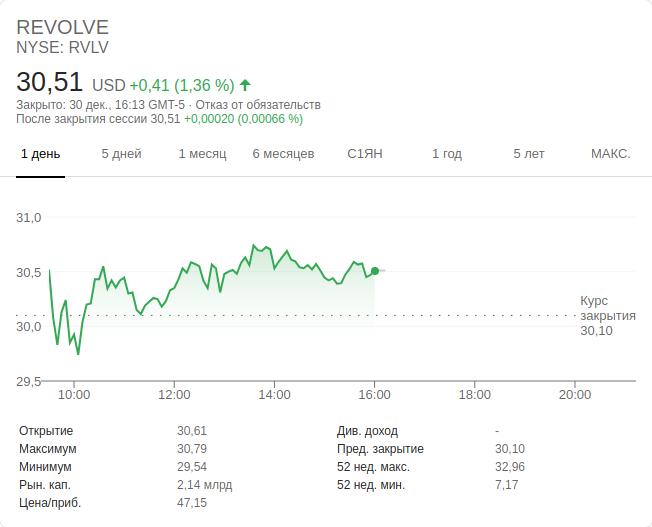 REVOLVE
NYSE: RVLV
30,51 USD +0,41 (1,36 %)
Закрыто: 30 дек., 16:13 GMT-5 · Отказ от обязательств
После закрытия сессии 30,51 +0,00020 (0,00066 %)
1 день 5 дней 1 месяц 6 месяцев С1ЯН 1 год 5 лет МАКС.
31,0
30,5
30,0
29,5
Курс
закрытия
30,10
10:00 12:00 14:00 16:00 18:00 20:00
Открытие 30,61 Див. доход -
Максимум 30,79 Пред. закрытие 30,10
Минимум 29,54 52 нед. макс. 32,96
Рын. кап. 2,14 млрд 52 нед. мин. 7,17
Цена/приб. 47,15